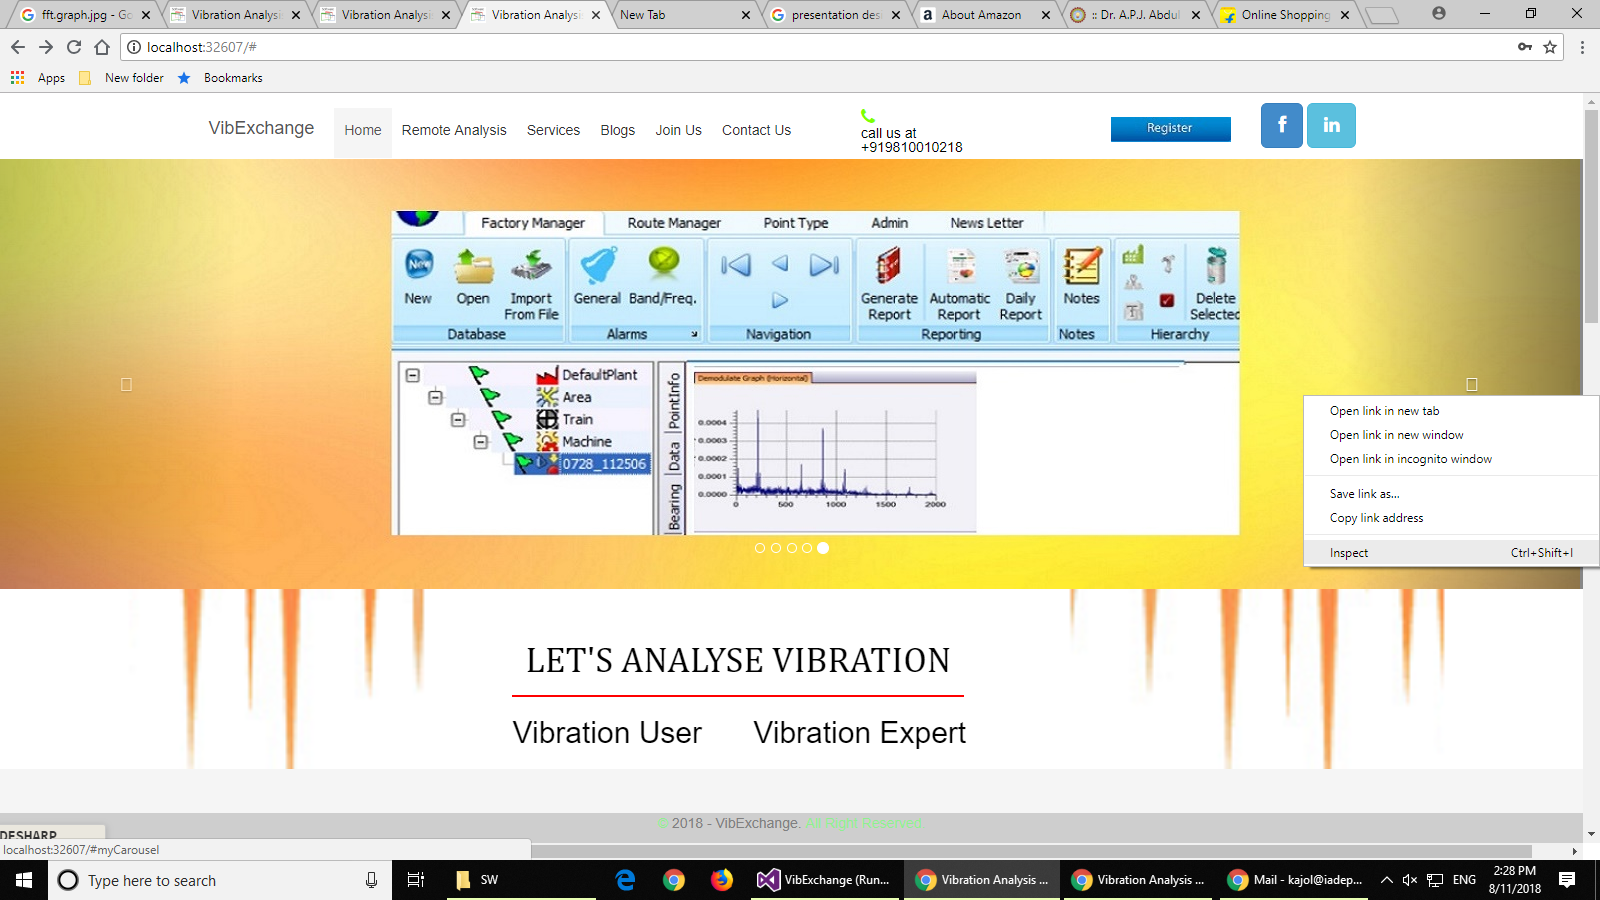 fft.graph.jpg - Go
Vibration Analysi
Vibration Analysi
Vibration Analysi
New Tab
presentation des
About Amazon
:: Dr. A.P.J. Abdul
Online Shopping
localhost:32607/#
Apps
New folder
Bookmarks
VibExchange
Home
Remote Analysis
Services
Blogs
Join Us
Contact Us
call us at
+919810010218
Register
f
in
Factory Manager
Route Manager
Point Type
Admin
News Letter
New
Open
Import
From File
General
Band/Freq.
Generate
Report
Automatic
Report
Daily
Report
Notes
Delete
Selected
Database
Alarms
Navigation
Reporting
Notes
Hierarchy
DefaultPlant
Area
Train
Machine
0728_112506
PointInfo
Data
Bearing
Demodulate Graph (Horizontal)
0.0004
0.0003
0.0002
0.0001
0.0000
0
500
1000
1500
2000
Open link in new tab
Open link in new window
Open link in incognito window
Save link as...
Copy link address
Inspect Ctrl+Shift+I
LET'S ANALYSE VIBRATION
Vibration User
Vibration Expert
© 2018 - VibExchange. All Right Reserved
DESHARP
localhost:32607/#myCarousel
Type here to search
SW
VibExchange (Run...
Vibration Analysis ...
Vibration Analysis ...
Mail - kajol@iadep...
ENG
2:28 PM
8/11/2018